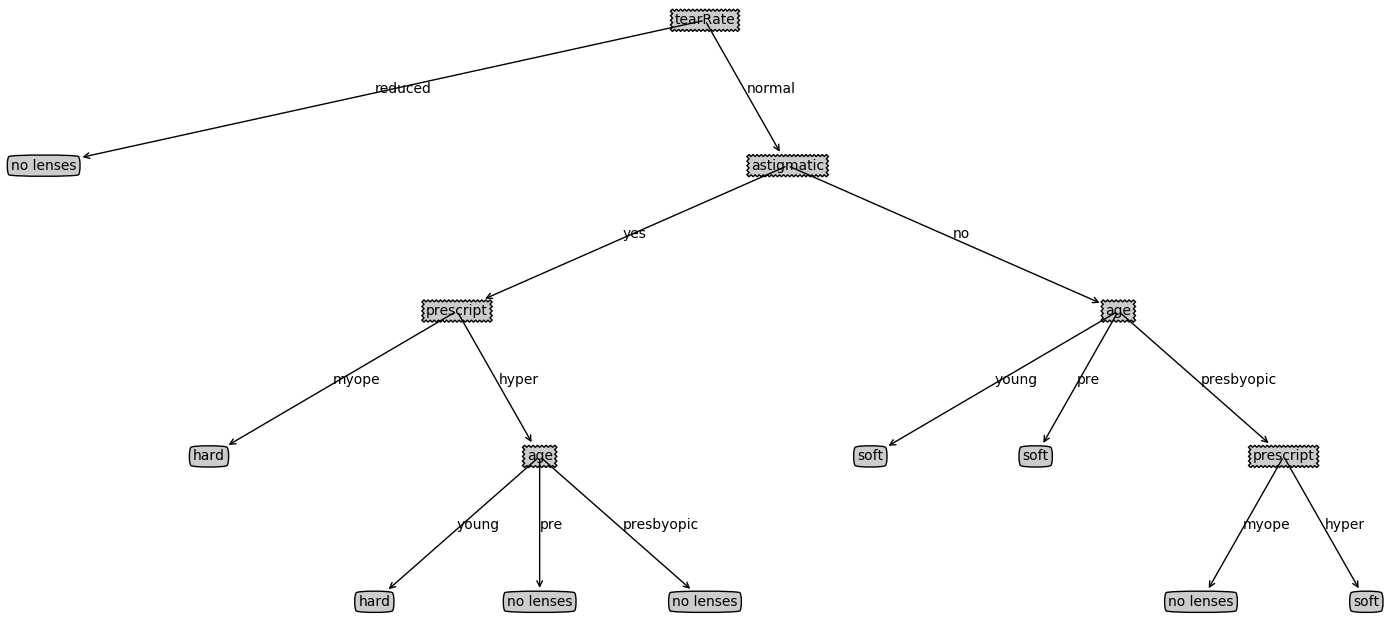 tearRate
reduced
normal
no lenses
astigmatic
yes
no
prescript
age
myope
hyper
young
pre
presbyopic
hard
age
soft
soft
prescript
young
pre
presbyopic
myope
hyper
hard
no lenses
no lenses
no lenses
soft